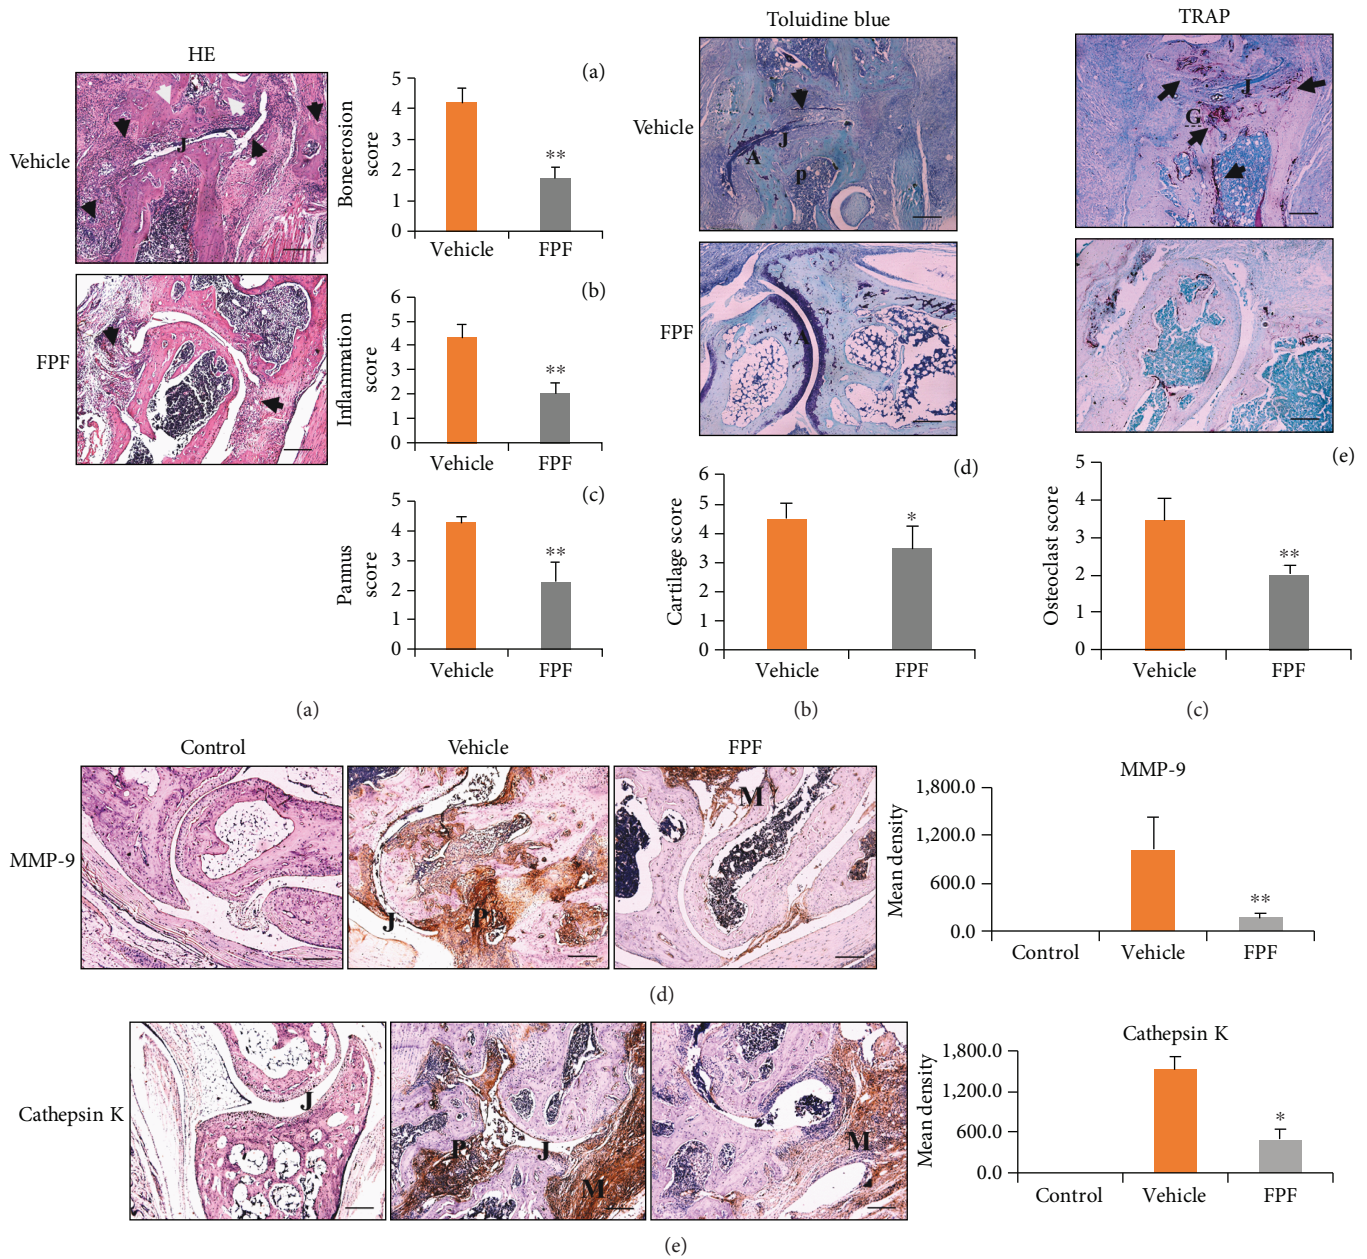 HE
Vehicle
J
FPF
(a)
Boneerosion
score
5
4
3
2
1
0
**
Vehicle
FPF
(b)
Inflammation
score
6
5
4
3
2
1
0
**
Vehicle
FPF
(c)
Pannus
score
5
4
3
2
1
0
**
Vehicle
FPF
(a)
Toluidine blue
Vehicle
J
A
p
FPF
A
(d)
Cartilage score
6
5
4
3
2
1
0
*
Vehicle
FPF
(b)
TRAP
J
G
(e)
Osteoclast score
5
4
3
2
1
0
**
Vehicle
FPF
(c)
Control
Vehicle
FPF
MMP-9
J
P
M
MMP-9
Mean density
1,800.0
1,200.0
600.0
0.0
**
Control
Vehicle
FPF
(d)
Cathepsin K
J
P
J
M
M
Cathepsin K
Mean density
1,800.0
1,200.0
600.0
0.0
*
Control
Vehicle
FPF
(e)